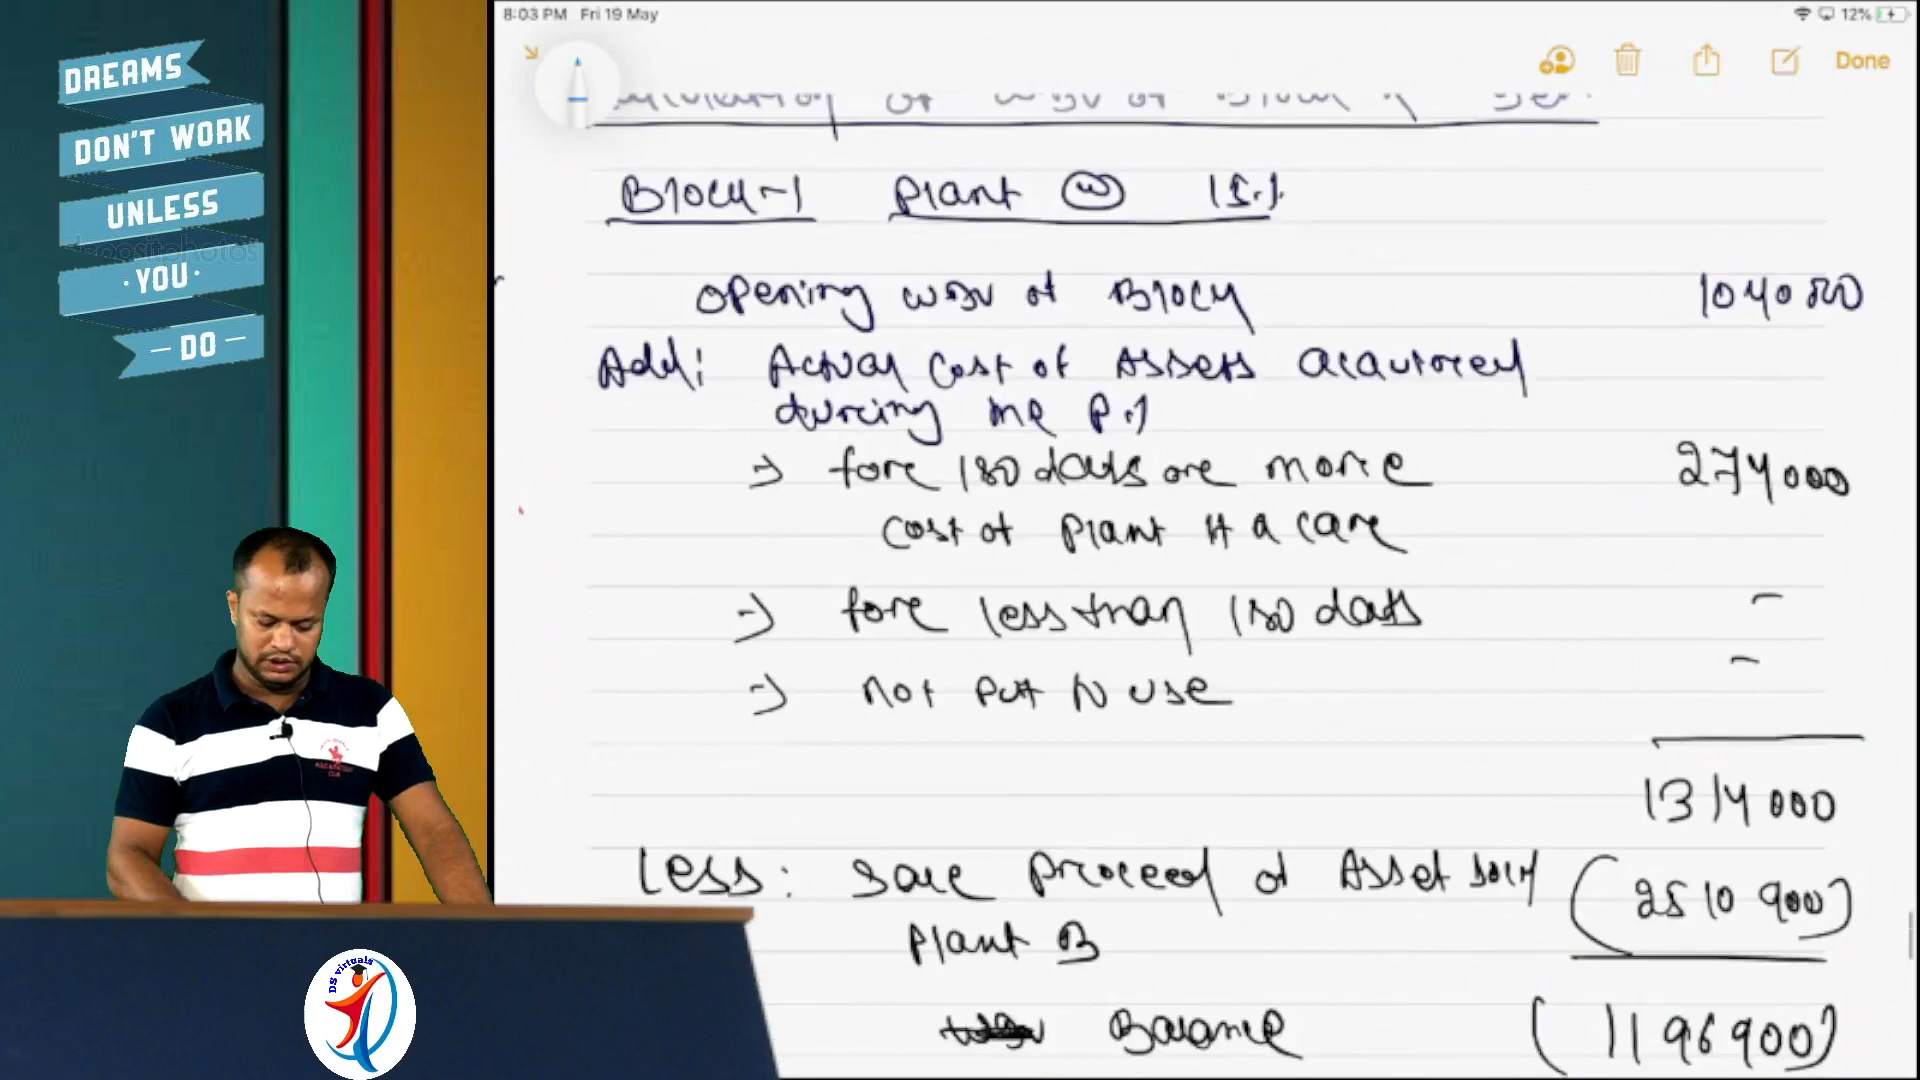 DREAMS
DON'T WORK
UNLESS
· YOU ·
— DO —
DS virtuals
8:03 PM Fri 19 May
12%
Done
Block-1 Plant @ 15%
Opening WDV of Block 1040000
Add: Actual Cost of Assets acquired
during the P.Y
→ for 180 days or more 274000
Cost of Plant & a car
→ for less than 180 days -
→ not put to use -
1314000
Less: Sale Proceed of Asset sold (2510900)
Plant B
Balance (1196900)